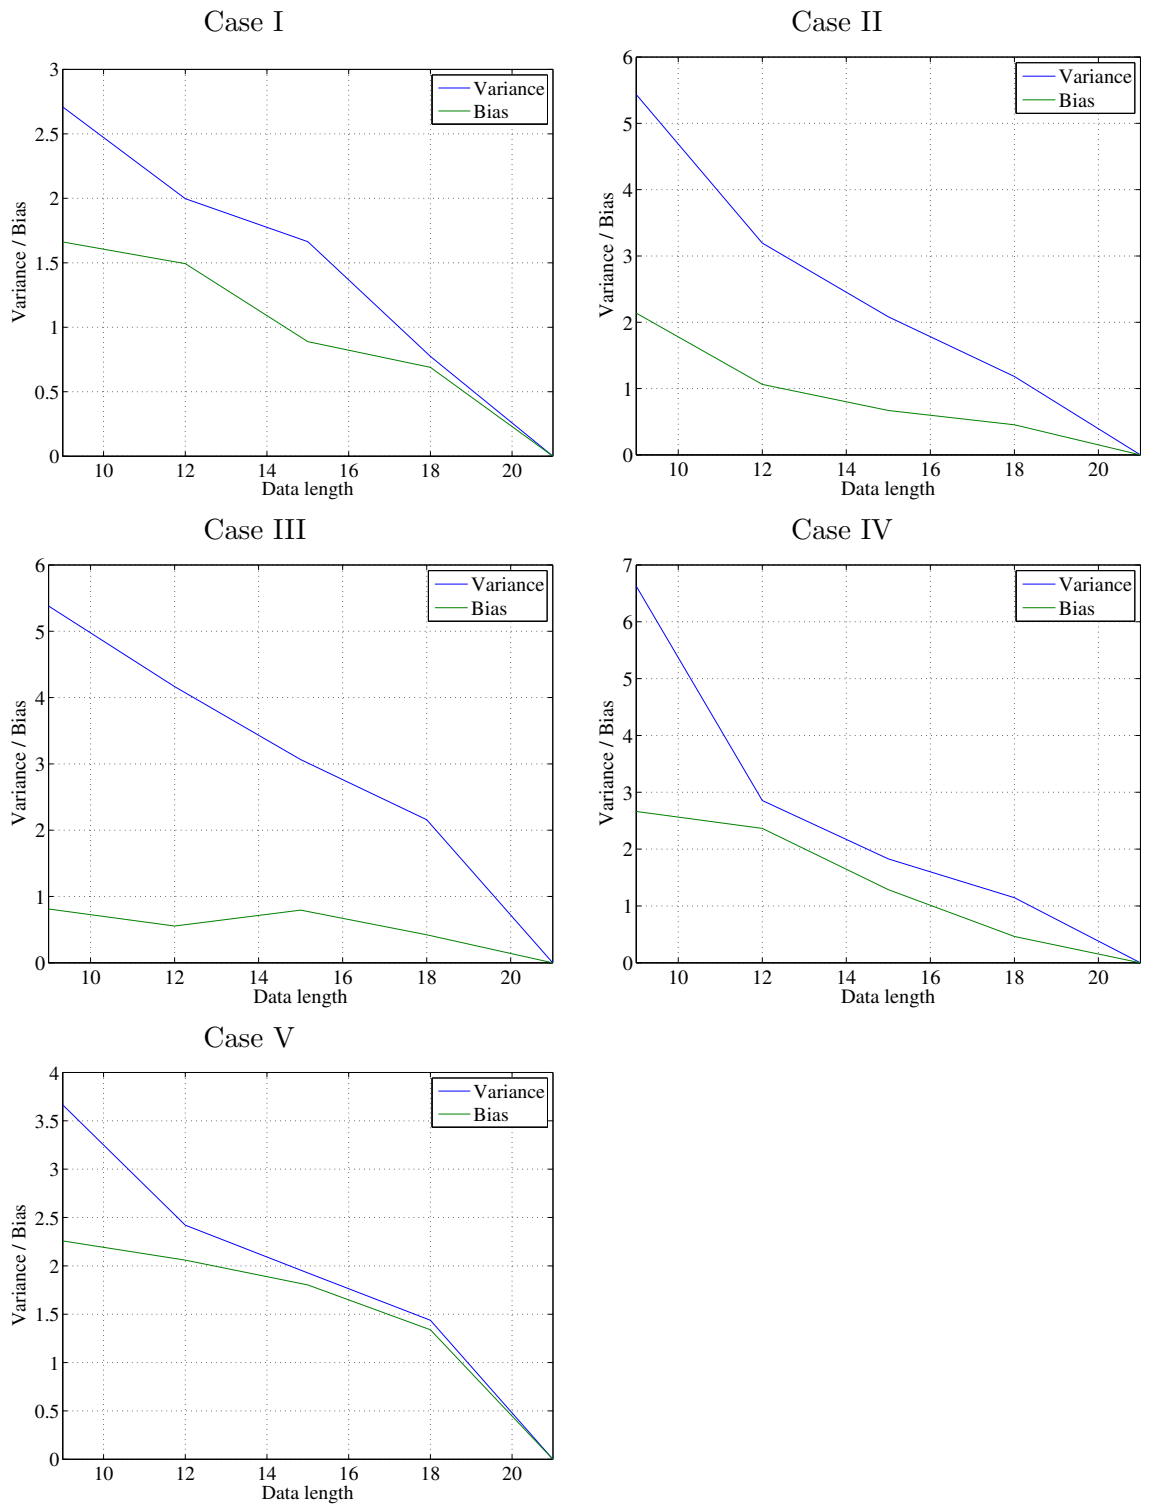 Case I
3
2.5
2
1.5
1
0.5
0
10 12 14 16 18 20
Variance / Bias
Data length
Variance
Bias
Case II
6
5
4
3
2
1
0
10 12 14 16 18 20
Variance / Bias
Data length
Variance
Bias
Case III
6
5
4
3
2
1
0
10 12 14 16 18 20
Variance / Bias
Data length
Variance
Bias
Case IV
7
6
5
4
3
2
1
0
10 12 14 16 18 20
Variance / Bias
Data length
Variance
Bias
Case V
4
3.5
3
2.5
2
1.5
1
0.5
0
10 12 14 16 18 20
Variance / Bias
Data length
Variance
Bias